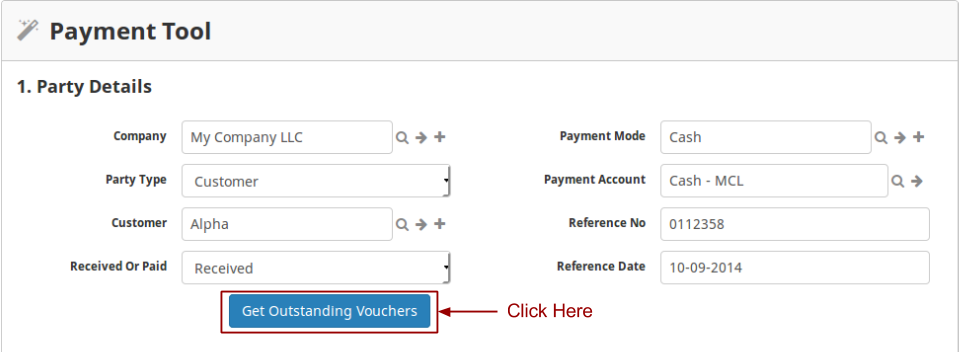 Payment Tool
1. Party Details
Company My Company LLC
Payment Mode Cash
Party Type Customer
Payment Account Cash - MCL
Customer Alpha
Reference No 0112358
Received Or Paid Received
Reference Date 10-09-2014
Get Outstanding Vouchers Click Here